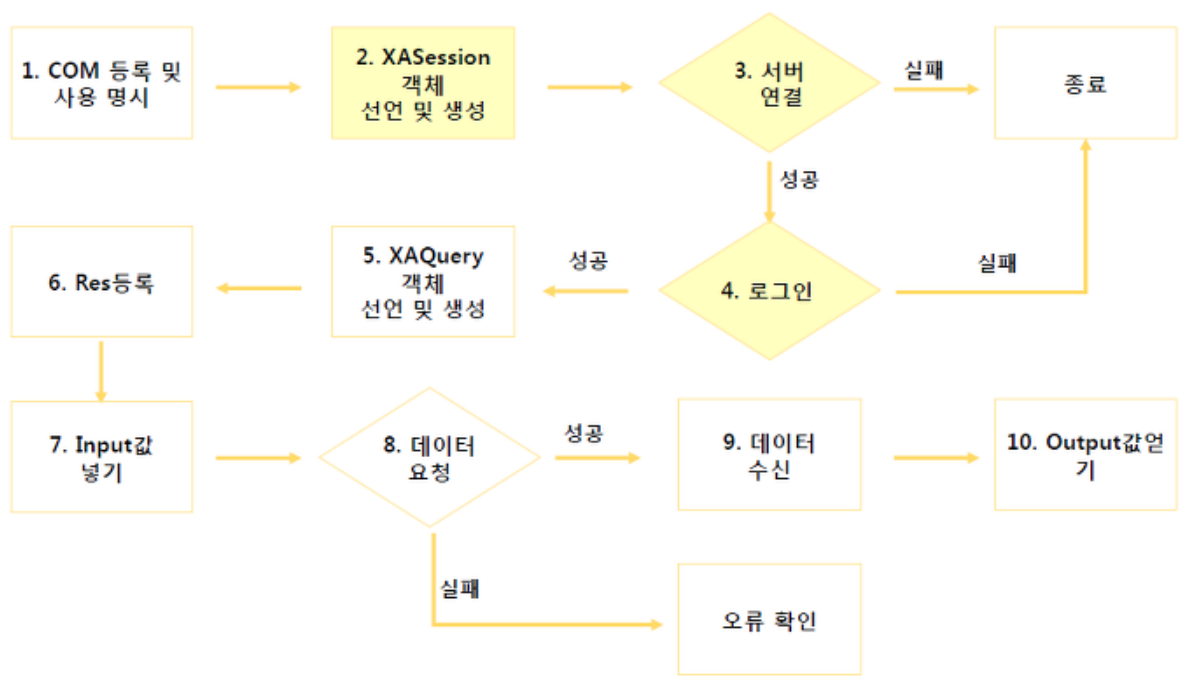 1. COM 등록 및
사용 명시
2. XASession
객체
선언 및 생성
3. 서버
연결
실패
종료
성공
6. Res등록
5. XAQuery
객체
선언 및 생성
성공
4. 로그인
실패
7. Input값
넣기
8. 데이터
요청
성공
9. 데이터
수신
10. Output값얻
기
실패
오류 확인